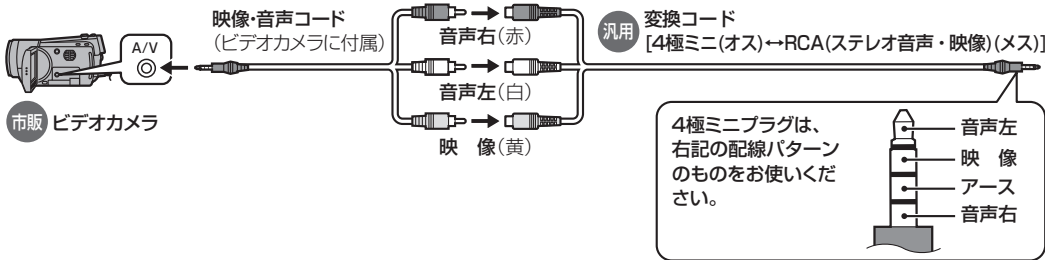 映像・音声コード
（ビデオカメラに付属）
A/V
市販 ビデオカメラ
音声右（赤）
音声左（白）
映　像（黄）
汎用 変換コード
[4極ミニ(オス)↔RCA(ステレオ音声・映像)(メス)]
4極ミニプラグは、
右記の配線パターン
のものをお使いくだ
さい。
音声左
映　像
アース
音声右